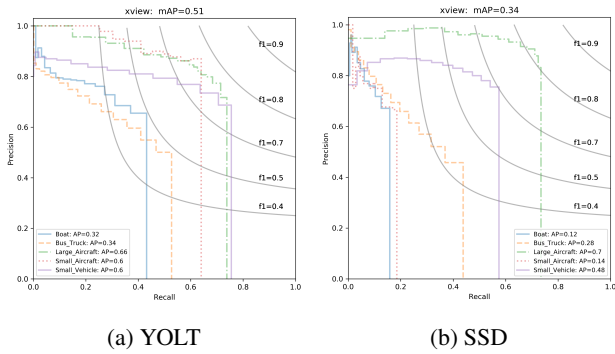 xview: mAP=0.51
1.0
0.8
0.6
0.4
0.2
0.0
Precision
0.0
0.2
0.4
0.6
0.8
1.0
Recall
f1=0.9
f1=0.8
f1=0.7
f1=0.5
f1=0.4
Boat: AP=0.32
Bus_Truck: AP=0.34
Large_Aircraft: AP=0.66
Small_Aircraft: AP=0.6
Small_Vehicle: AP=0.6
(a) YOLT
xview: mAP=0.34
1.0
0.8
0.6
0.4
0.2
0.0
Precision
0.0
0.2
0.4
0.6
0.8
1.0
Recall
f1=0.9
f1=0.8
f1=0.7
f1=0.5
f1=0.4
Boat: AP=0.12
Bus_Truck: AP=0.28
Large_Aircraft: AP=0.7
Small_Aircraft: AP=0.14
Small_Vehicle: AP=0.48
(b) SSD